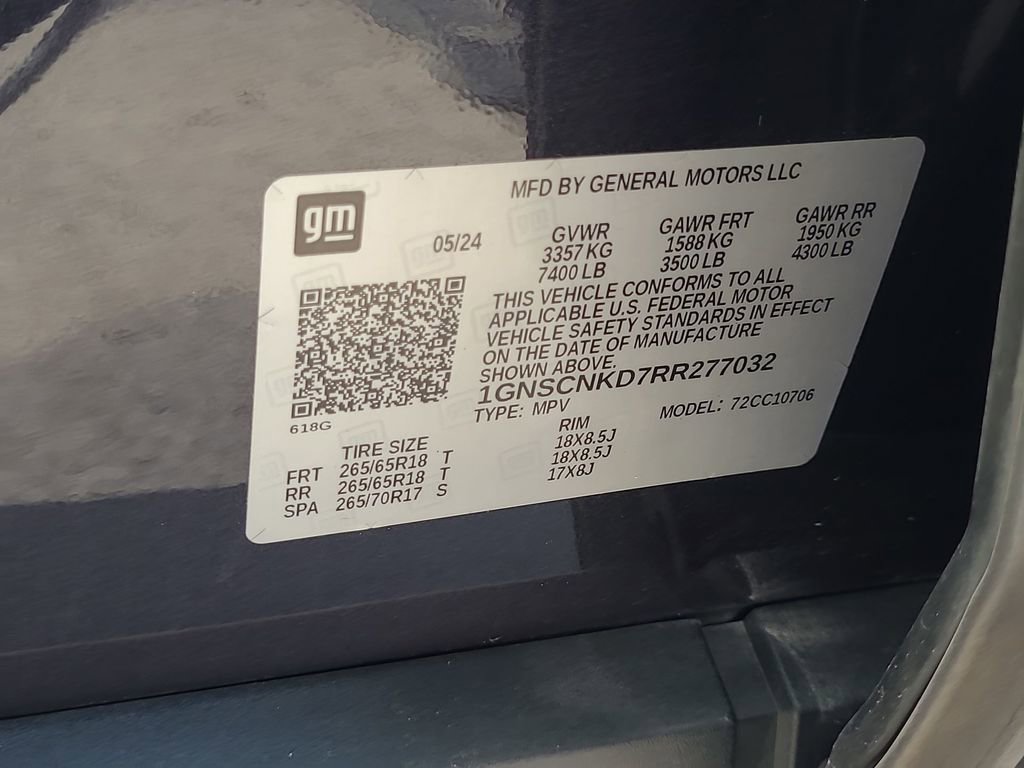 gm
MFD BY GENERAL MOTORS LLC
05/24
GVWR GAWR FRT GAWR RR
3357 KG 1588 KG 1950 KG
7400 LB 3500 LB 4300 LB
THIS VEHICLE CONFORMS TO ALL
APPLICABLE U.S. FEDERAL MOTOR
VEHICLE SAFETY STANDARDS IN EFFECT
ON THE DATE OF MANUFACTURE
SHOWN ABOVE.
1GNSCNKD7RR277032
TYPE: MPV MODEL: 72CC10706
618G
TIRE SIZE RIM
FRT 265/65R18 T 18X8.5J
RR 265/65R18 T 18X8.5J
SPA 265/70R17 S 17X8J